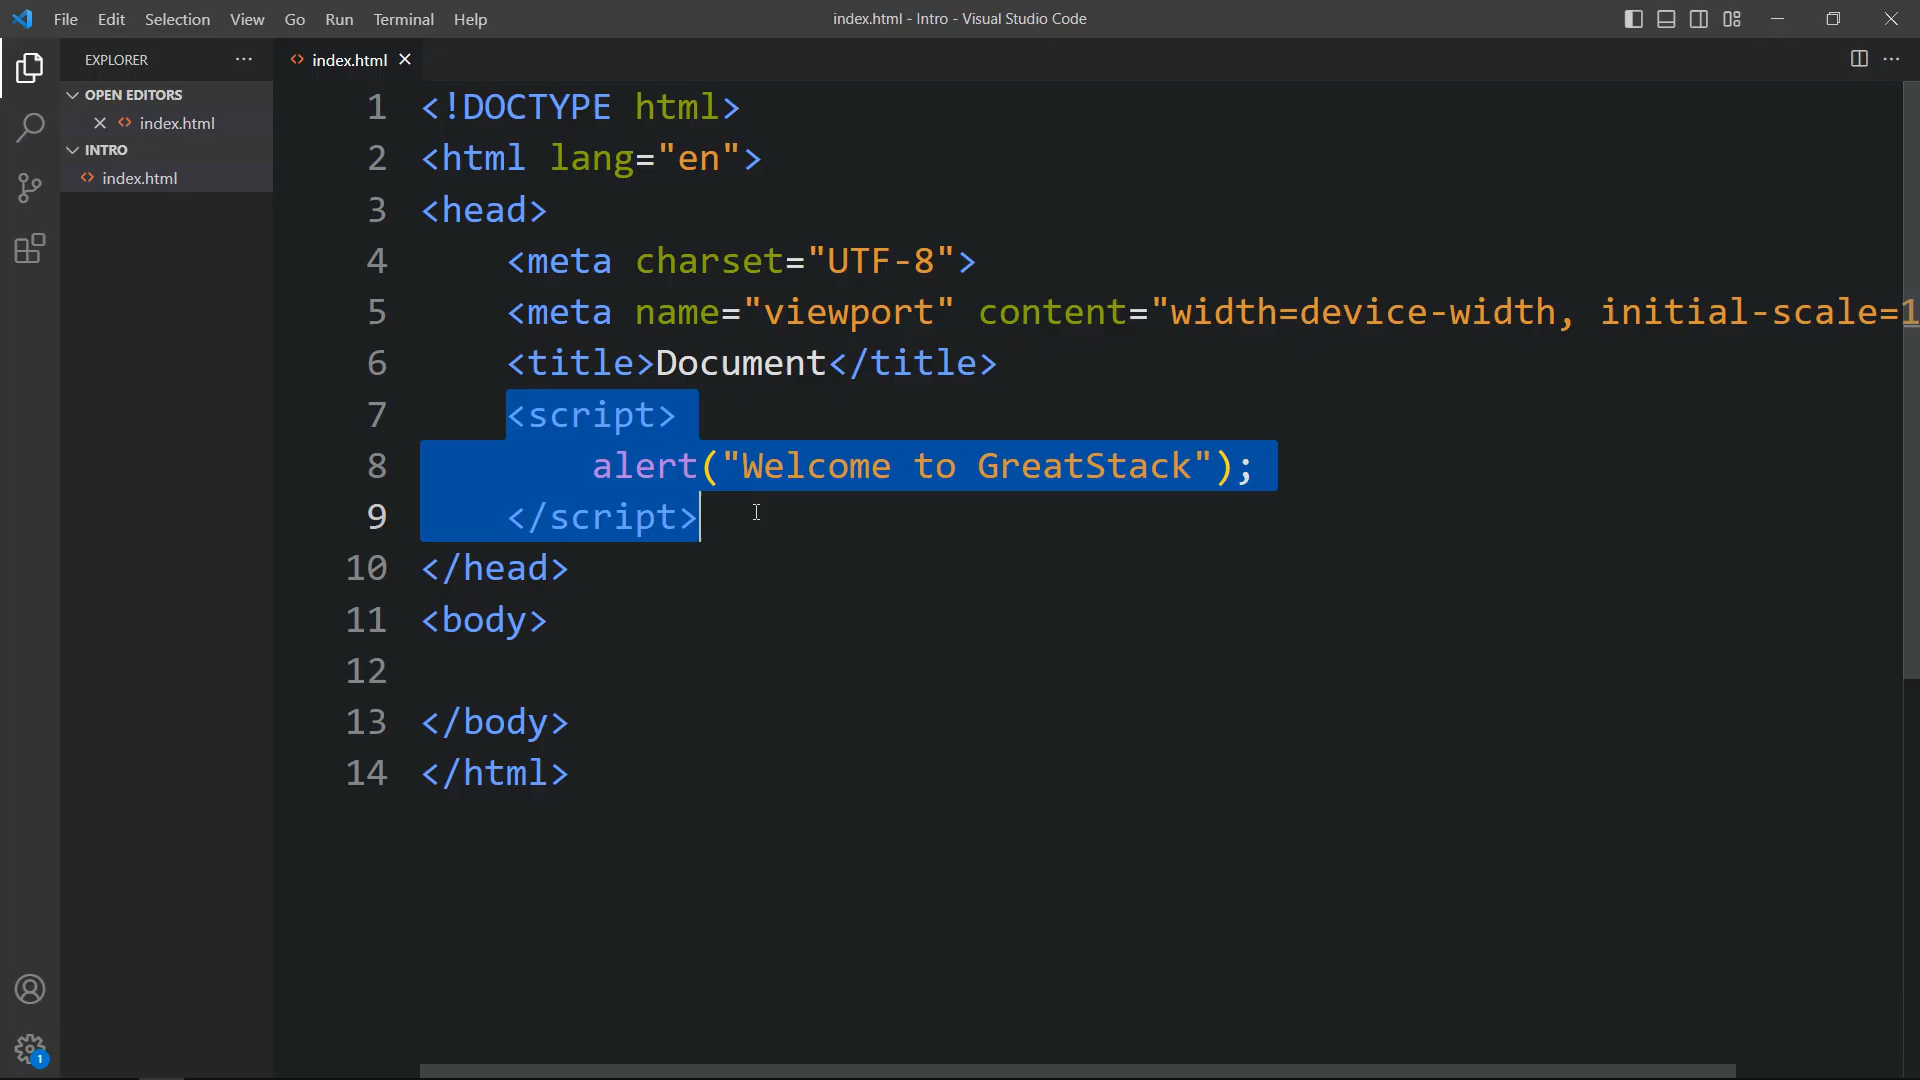 File Edit Selection View Go Run Terminal Help
index.html - Intro - Visual Studio Code
EXPLORER
OPEN EDITORS
index.html
INTRO
index.html
index.html
1 <!DOCTYPE html>
2 <html lang="en">
3 <head>
4 <meta charset="UTF-8">
5 <meta name="viewport" content="width=device-width, initial-scale=1
6 <title>Document</title>
7 <script>
8 alert("Welcome to GreatStack");
9 </script>
10 </head>
11 <body>
12
13 </body>
14 </html>
1